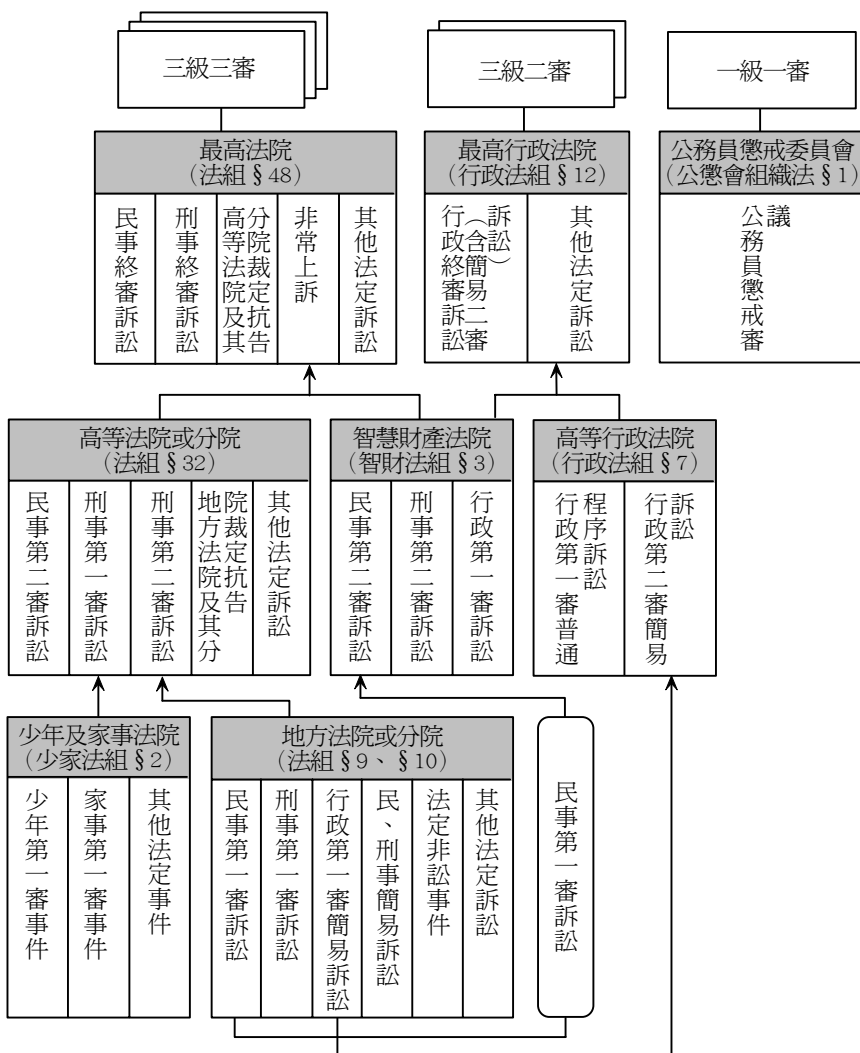 三級三審
三級二審
一級一審
最高法院
(法組§48)
民事終審訴訟
刑事終審訴訟
高等法院及其
分院裁定抗告
非常上訴
其他法定訴訟
最高行政法院
(行政法組§12)
行政終審訴訟
(含簡易二審
訴訟)
其他法定訴訟
公務員懲戒委員會
(公懲會組織法§1)
公務員懲戒審
議
高等法院或分院
(法組§32)
民事第二審訴訟
刑事第一審訴訟
刑事第二審訴訟
地方法院及其分
院裁定抗告
其他法定訴訟
智慧財產法院
(智財法組§3)
民事第二審訴訟
刑事第二審訴訟
行政第一審訴訟
高等行政法院
(行政法組§7)
行政第一審普通
程序訴訟
行政第二審簡易
訴訟
少年及家事法院
(少家法組§2)
少年第一審事件
家事第一審事件
其他法定事件
地方法院或分院
(法組§9、§10)
民事第一審訴訟
刑事第一審訴訟
行政第一審簡易訴訟
民、刑事簡易訴訟
法定非訟事件
其他法定訴訟
民事第一審訴訟